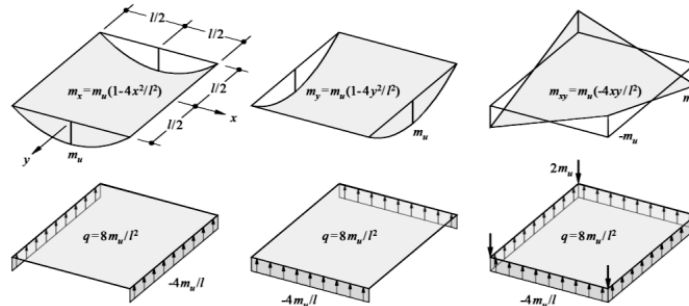 l/2
l/2
l/2
l/2
x
y
m_u
m_x=m_u(1-4x²/l²)
m_y=m_u(1-4y²/l²)
m_u
m_xy=m_u(-4xy/l²)
m
-m_u
q=8m_u/l²
-4m_u/l
q=8m_u/l²
-4m_u/l
2m_u
q=8m_u/l²
-4m_u/l